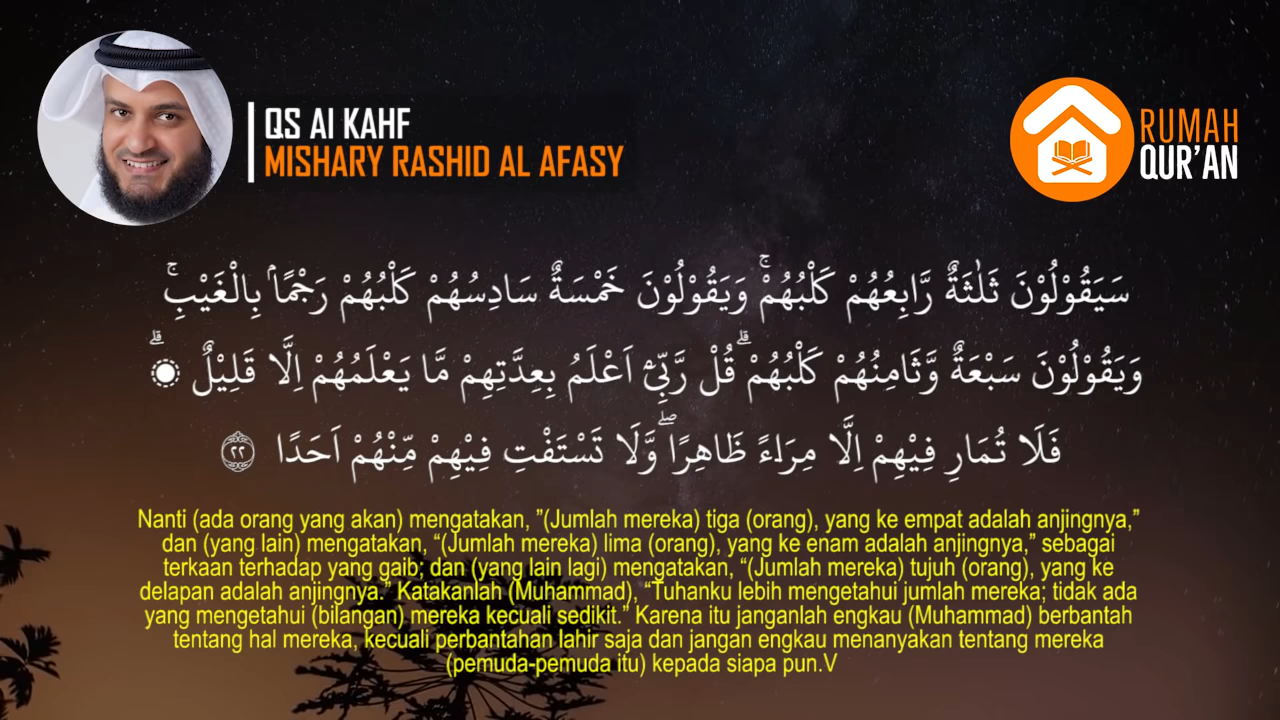 QS Al KAHF
MISHARY RASHID AL AFASY
RUMAH
QUR’AN
سَيَقُوْلُوْنَ ثَلٰثَةٌ رَّابِعُهُمْ كَلْبُهُمْۚ وَيَقُوْلُوْنَ خَمْسَةٌ سَادِسُهُمْ كَلْبُهُمْ رَجْمًاۢ بِالْغَيْبِۚ
وَيَقُوْلُوْنَ سَبْعَةٌ وَّثَامِنُهُمْ كَلْبُهُمْۗ قُلْ رَّبِّيْٓ اَعْلَمُ بِعِدَّتِهِمْ مَّا يَعْلَمُهُمْ اِلَّا قَلِيْلٌ ەۗ
فَلَا تُمَارِ فِيْهِمْ اِلَّا مِرَاۤءً ظَاهِرًاۖ وَّلَا تَسْتَفْتِ فِيْهِمْ مِّنْهُمْ اَحَدًا ٢٢
Nanti (ada orang yang akan) mengatakan, ”(Jumlah mereka) tiga (orang), yang ke empat adalah anjingnya,”
dan (yang lain) mengatakan, “(Jumlah mereka) lima (orang), yang ke enam adalah anjingnya,” sebagai
terkaan terhadap yang gaib; dan (yang lain lagi) mengatakan, “(Jumlah mereka) tujuh (orang), yang ke
delapan adalah anjingnya.” Katakanlah (Muhammad), “Tuhanku lebih mengetahui jumlah mereka; tidak ada
yang mengetahui (bilangan) mereka kecuali sedikit.” Karena itu janganlah engkau (Muhammad) berbantah
tentang hal mereka, kecuali perbantahan lahir saja dan jangan engkau menanyakan tentang mereka
(pemuda-pemuda itu) kepada siapa pun.V